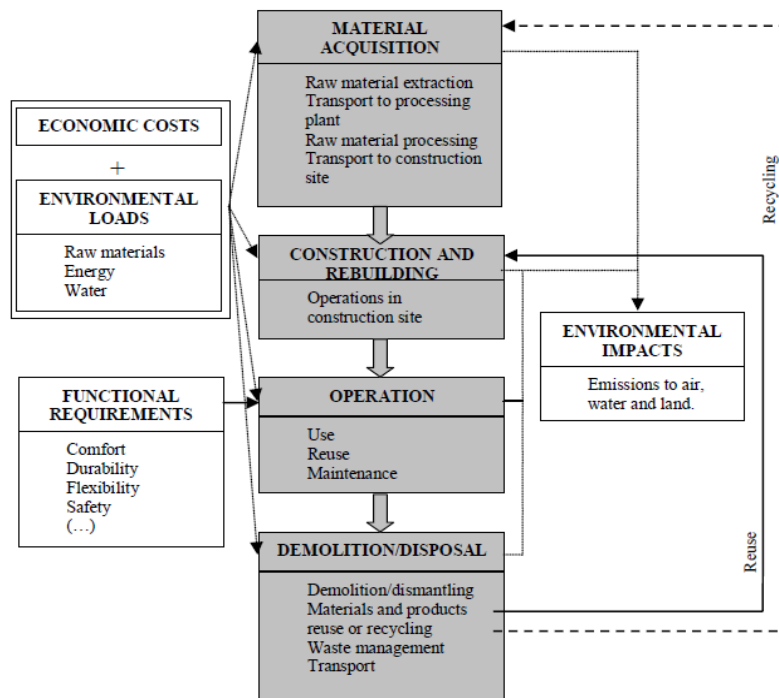 MATERIAL
ACQUISITION
Raw material extraction
Transport to processing
plant
Raw material processing
Transport to construction
site
ECONOMIC COSTS
+
ENVIRONMENTAL
LOADS
Raw materials
Energy
Water
CONSTRUCTION AND
REBUILDING
Operations in
construction site
ENVIRONMENTAL
IMPACTS
Emissions to air,
water and land.
FUNCTIONAL
REQUIREMENTS
Comfort
Durability
Flexibility
Safety
(…)
OPERATION
Use
Reuse
Maintenance
DEMOLITION/DISPOSAL
Demolition/dismantling
Materials and products
reuse or recycling
Waste management
Transport
Reuse
Recycling